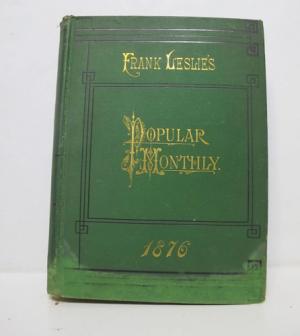 FRANK LESLIE'S
POPULAR
MONTHLY.
1876